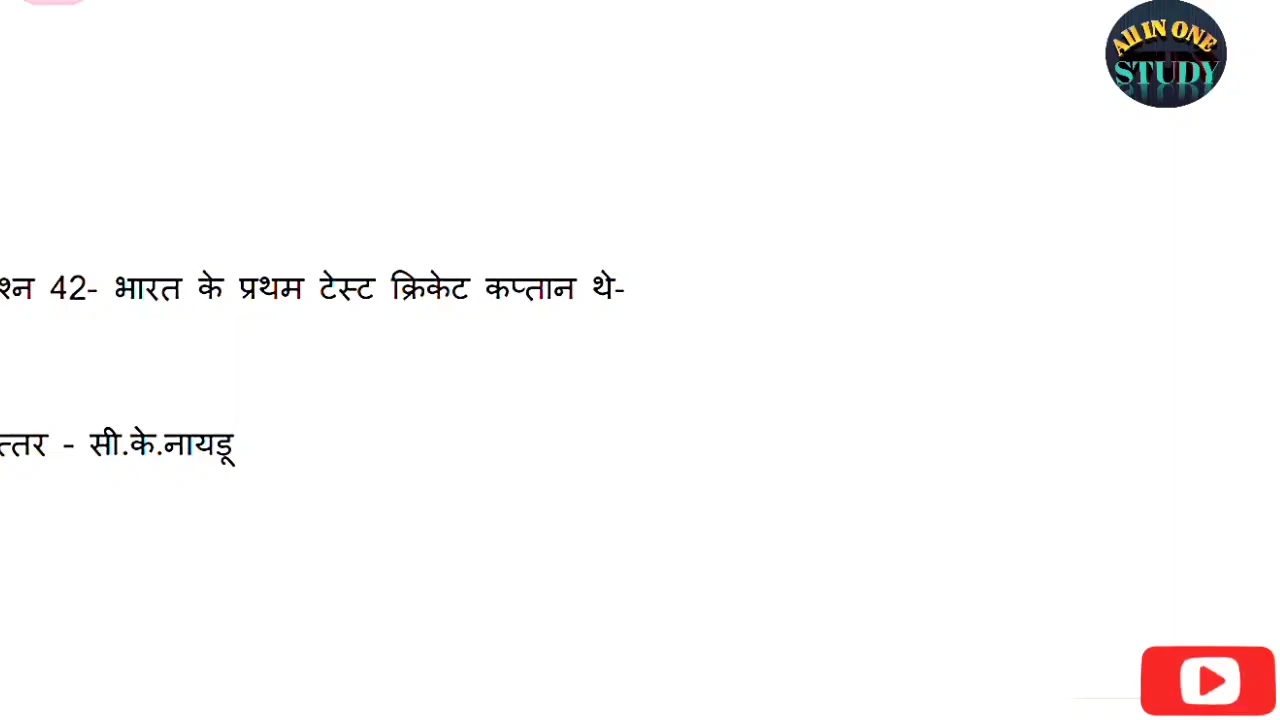 All IN ONE
STUDY
श्न 42- भारत के प्रथम टेस्ट क्रिकेट कप्तान थे-
त्तर - सी.के.नायडू